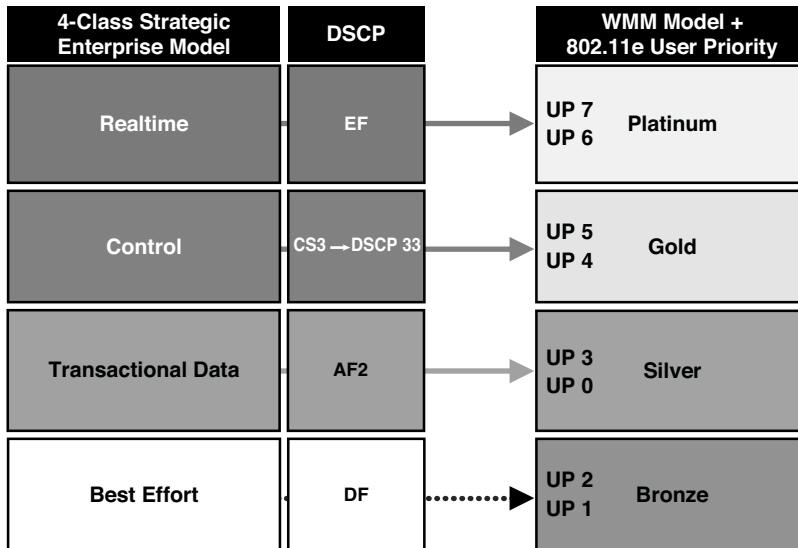 4-Class Strategic
Enterprise Model
DSCP
WMM Model +
802.11e User Priority
Realtime
EF
UP 7
UP 6
Platinum
Control
CS3 → DSCP 33
UP 5
UP 4
Gold
Transactional Data
AF2
UP 3
UP 0
Silver
Best Effort
DF
UP 2
UP 1
Bronze